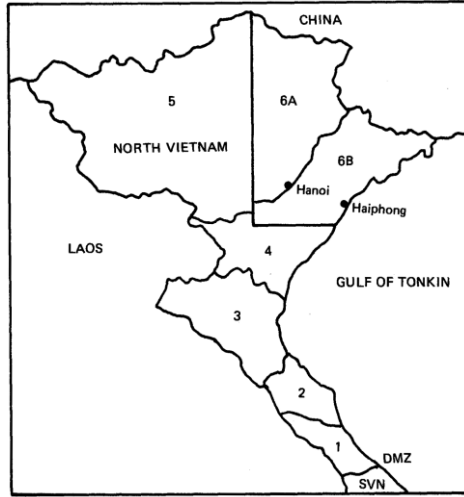 CHINA
5
6A
NORTH VIETNAM
6B
Hanoi
Haiphong
LAOS
4
GULF OF TONKIN
3
2
1
DMZ
SVN